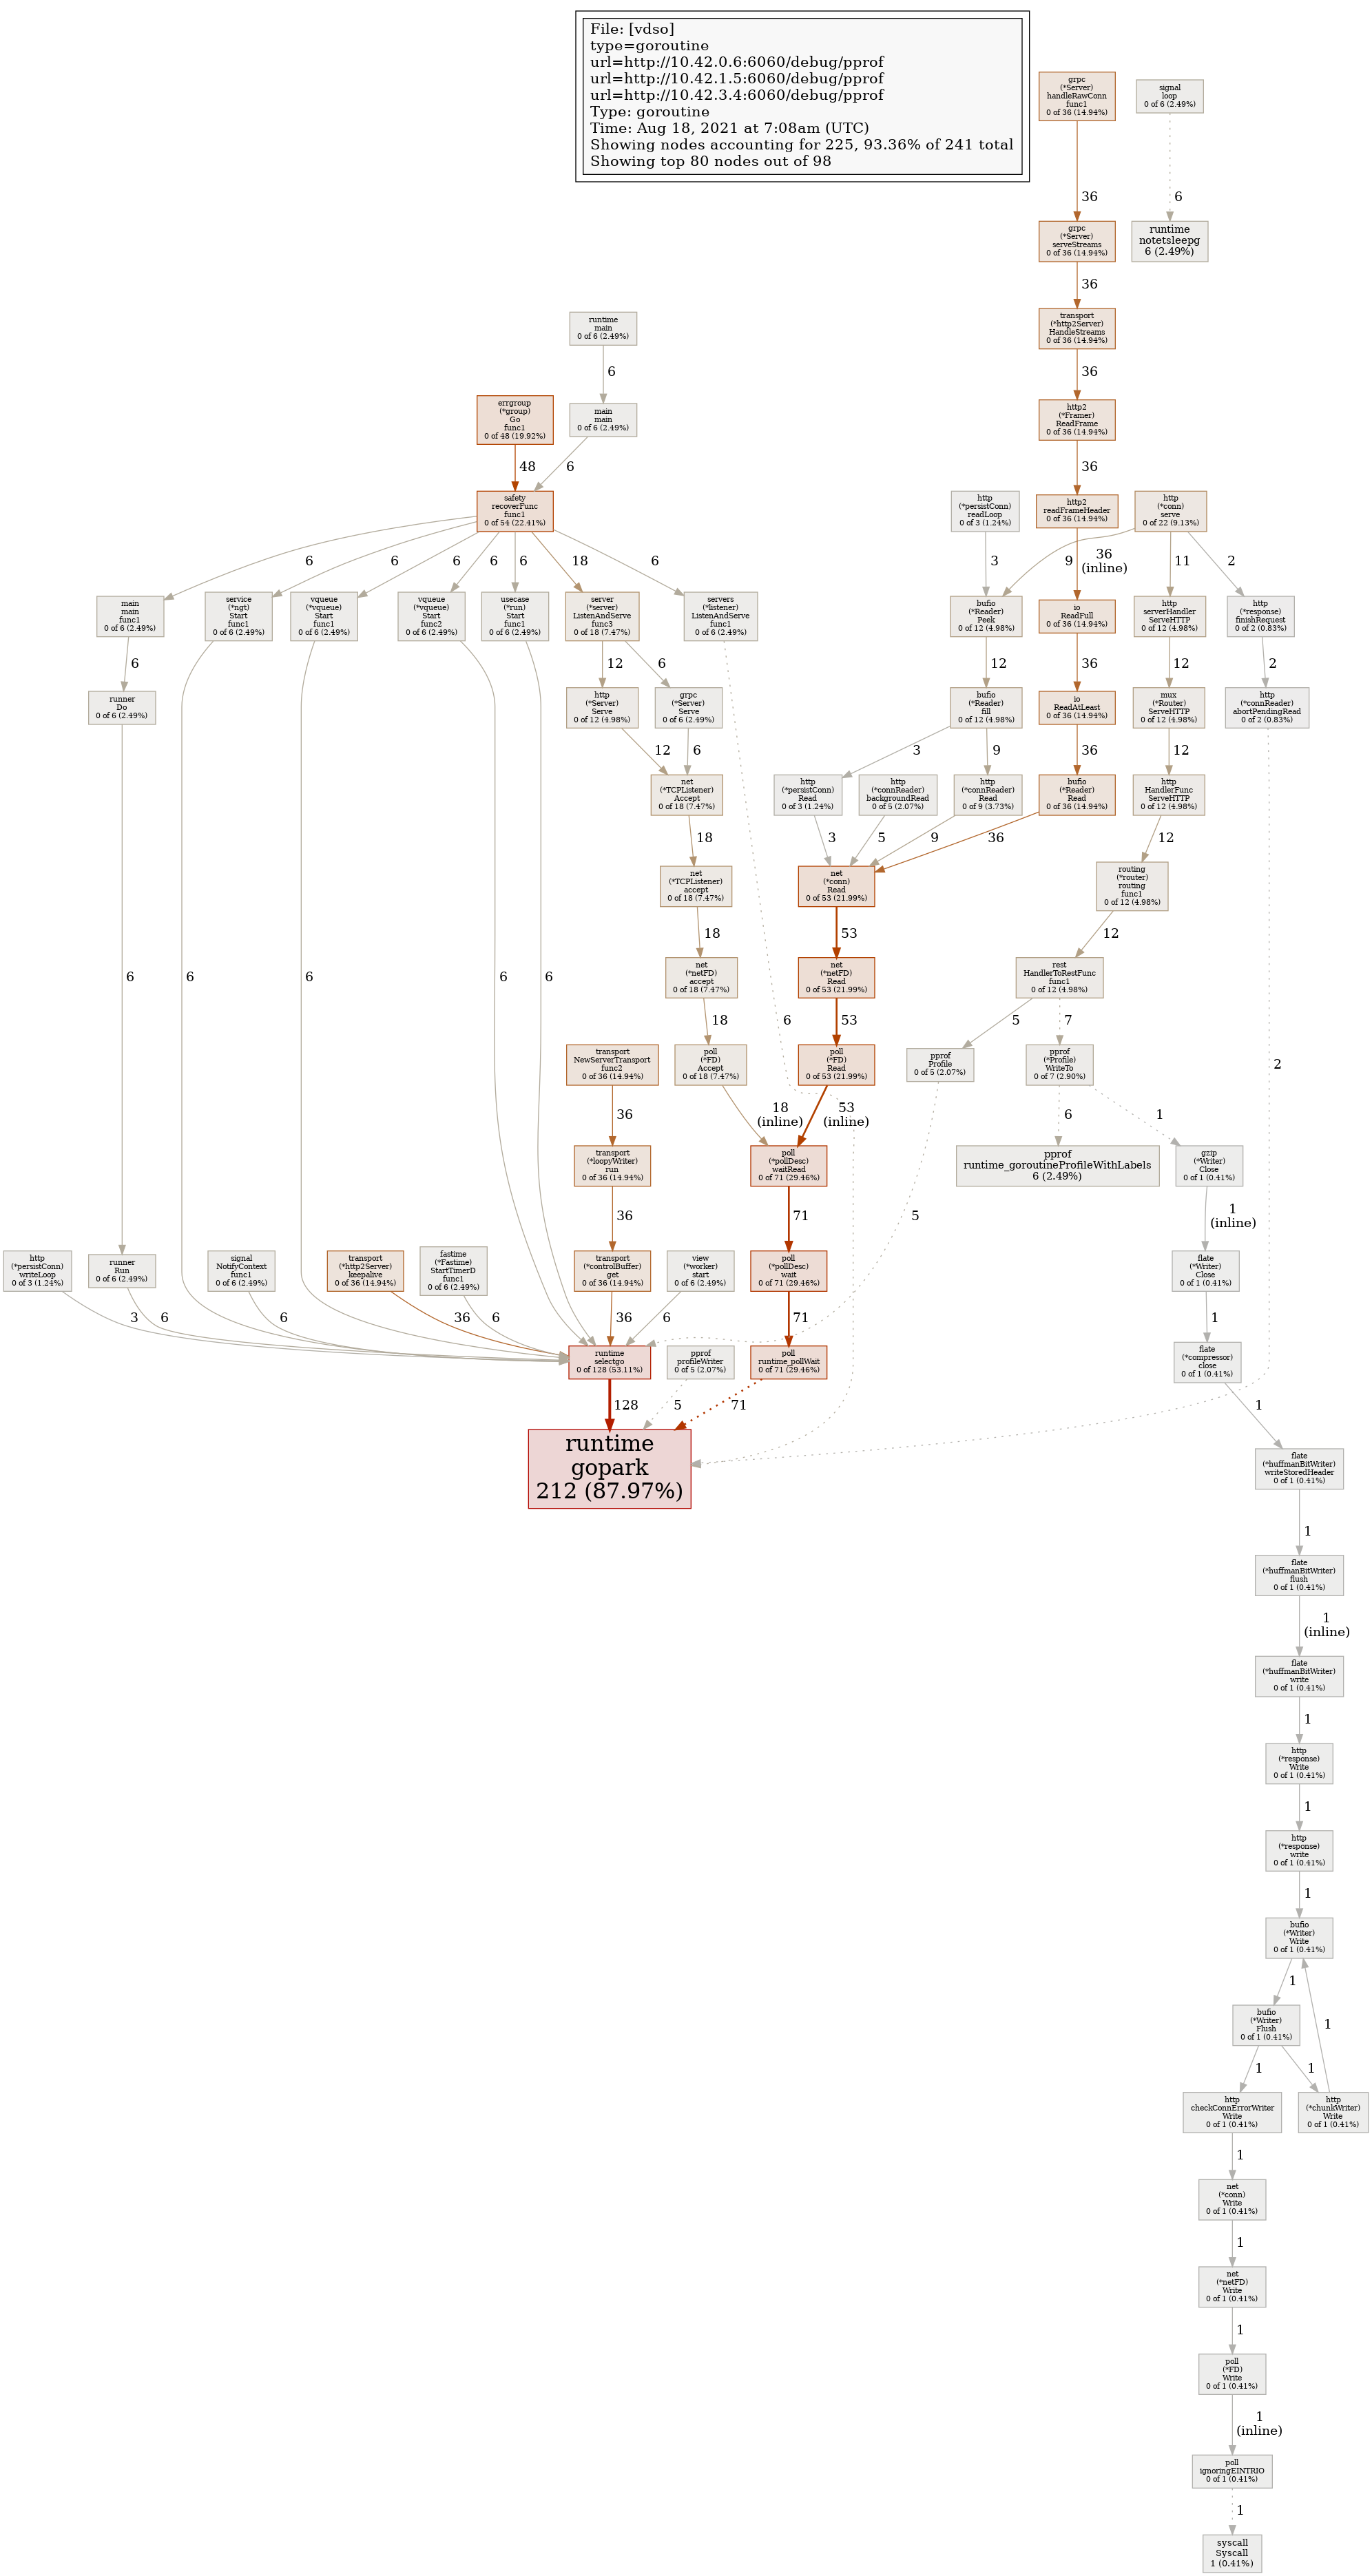 File: [vdso]
type=goroutine
url=http://10.42.0.6:6060/debug/pprof
url=http://10.42.1.5:6060/debug/pprof
url=http://10.42.3.4:6060/debug/pprof
Type: goroutine
Time: Aug 18, 2021 at 7:08am (UTC)
Showing nodes accounting for 225, 93.36% of 241 total
Showing top 80 nodes out of 98
grpc
(*Server)
handleRawConn
func1
0 of 36 (14.94%)
signal
loop
0 of 6 (2.49%)
36
6
grpc
(*Server)
serveStreams
0 of 36 (14.94%)
runtime
notetsleepg
6 (2.49%)
36
transport
(*http2Server)
HandleStreams
0 of 36 (14.94%)
runtime
main
0 of 6 (2.49%)
6
36
errgroup
(*group)
Go
func1
0 of 48 (19.92%)
main
main
0 of 6 (2.49%)
http2
(*Framer)
ReadFrame
0 of 36 (14.94%)
48
6
36
safety
recoverFunc
func1
0 of 54 (22.41%)
http
(*persistConn)
readLoop
0 of 3 (1.24%)
http2
readFrameHeader
0 of 36 (14.94%)
http
(*conn)
serve
0 of 22 (9.13%)
6
6
6
6
6
18
6
3
9
36
(inline)
11
2
main
main
func1
0 of 6 (2.49%)
service
(*ngt)
Start
func1
0 of 6 (2.49%)
vqueue
(*vqueue)
Start
func1
0 of 6 (2.49%)
vqueue
(*vqueue)
Start
func2
0 of 6 (2.49%)
usecase
(*run)
Start
func1
0 of 6 (2.49%)
server
(*server)
ListenAndServe
func3
0 of 18 (7.47%)
servers
(*listener)
ListenAndServe
func1
0 of 6 (2.49%)
bufio
(*Reader)
Peek
0 of 12 (4.98%)
io
ReadFull
0 of 36 (14.94%)
http
serverHandler
ServeHTTP
0 of 12 (4.98%)
http
(*response)
finishRequest
0 of 2 (0.83%)
6
12
6
12
36
12
2
runner
Do
0 of 6 (2.49%)
http
(*Server)
Serve
0 of 12 (4.98%)
grpc
(*Server)
Serve
0 of 6 (2.49%)
bufio
(*Reader)
fill
0 of 12 (4.98%)
io
ReadAtLeast
0 of 36 (14.94%)
mux
(*Router)
ServeHTTP
0 of 12 (4.98%)
http
(*connReader)
abortPendingRead
0 of 2 (0.83%)
12
6
3
9
36
12
net
(*TCPListener)
Accept
0 of 18 (7.47%)
http
(*persistConn)
Read
0 of 3 (1.24%)
http
(*connReader)
backgroundRead
0 of 5 (2.07%)
http
(*connReader)
Read
0 of 9 (3.73%)
bufio
(*Reader)
Read
0 of 36 (14.94%)
http
HandlerFunc
ServeHTTP
0 of 12 (4.98%)
18
3
5
9
36
12
net
(*TCPListener)
accept
0 of 18 (7.47%)
net
(*conn)
Read
0 of 53 (21.99%)
routing
(*router)
routing
func1
0 of 12 (4.98%)
18
53
12
6
6
6
6
6
net
(*netFD)
accept
0 of 18 (7.47%)
net
(*netFD)
Read
0 of 53 (21.99%)
rest
HandlerToRestFunc
func1
0 of 12 (4.98%)
18
6
53
5
7
transport
NewServerTransport
func2
0 of 36 (14.94%)
poll
(*FD)
Accept
0 of 18 (7.47%)
poll
(*FD)
Read
0 of 53 (21.99%)
pprof
Profile
0 of 5 (2.07%)
pprof
(*Profile)
WriteTo
0 of 7 (2.90%)
2
36
18
(inline)
53
(inline)
6
1
transport
(*loopyWriter)
run
0 of 36 (14.94%)
poll
(*pollDesc)
waitRead
0 of 71 (29.46%)
pprof
runtime_goroutineProfileWithLabels
6 (2.49%)
gzip
(*Writer)
Close
0 of 1 (0.41%)
36
71
5
1
(inline)
http
(*persistConn)
writeLoop
0 of 3 (1.24%)
runner
Run
0 of 6 (2.49%)
signal
NotifyContext
func1
0 of 6 (2.49%)
transport
(*http2Server)
keepalive
0 of 36 (14.94%)
fastime
(*Fastime)
StartTimerD
func1
0 of 6 (2.49%)
transport
(*controlBuffer)
get
0 of 36 (14.94%)
view
(*worker)
start
0 of 6 (2.49%)
poll
(*pollDesc)
wait
0 of 71 (29.46%)
flate
(*Writer)
Close
0 of 1 (0.41%)
3
6
6
36
6
36
6
71
1
runtime
selectgo
0 of 128 (53.11%)
pprof
profileWriter
0 of 5 (2.07%)
poll
runtime_pollWait
0 of 71 (29.46%)
flate
(*compressor)
close
0 of 1 (0.41%)
128
5
71
1
runtime
gopark
212 (87.97%)
flate
(*huffmanBitWriter)
writeStoredHeader
0 of 1 (0.41%)
1
flate
(*huffmanBitWriter)
flush
0 of 1 (0.41%)
1
(inline)
flate
(*huffmanBitWriter)
write
0 of 1 (0.41%)
1
http
(*response)
Write
0 of 1 (0.41%)
1
http
(*response)
write
0 of 1 (0.41%)
1
bufio
(*Writer)
Write
0 of 1 (0.41%)
1
bufio
(*Writer)
Flush
0 of 1 (0.41%)
1
1
1
http
checkConnErrorWriter
Write
0 of 1 (0.41%)
http
(*chunkWriter)
Write
0 of 1 (0.41%)
1
net
(*conn)
Write
0 of 1 (0.41%)
1
net
(*netFD)
Write
0 of 1 (0.41%)
1
poll
(*FD)
Write
0 of 1 (0.41%)
1
(inline)
poll
ignoringEINTRIO
0 of 1 (0.41%)
1
syscall
Syscall
1 (0.41%)